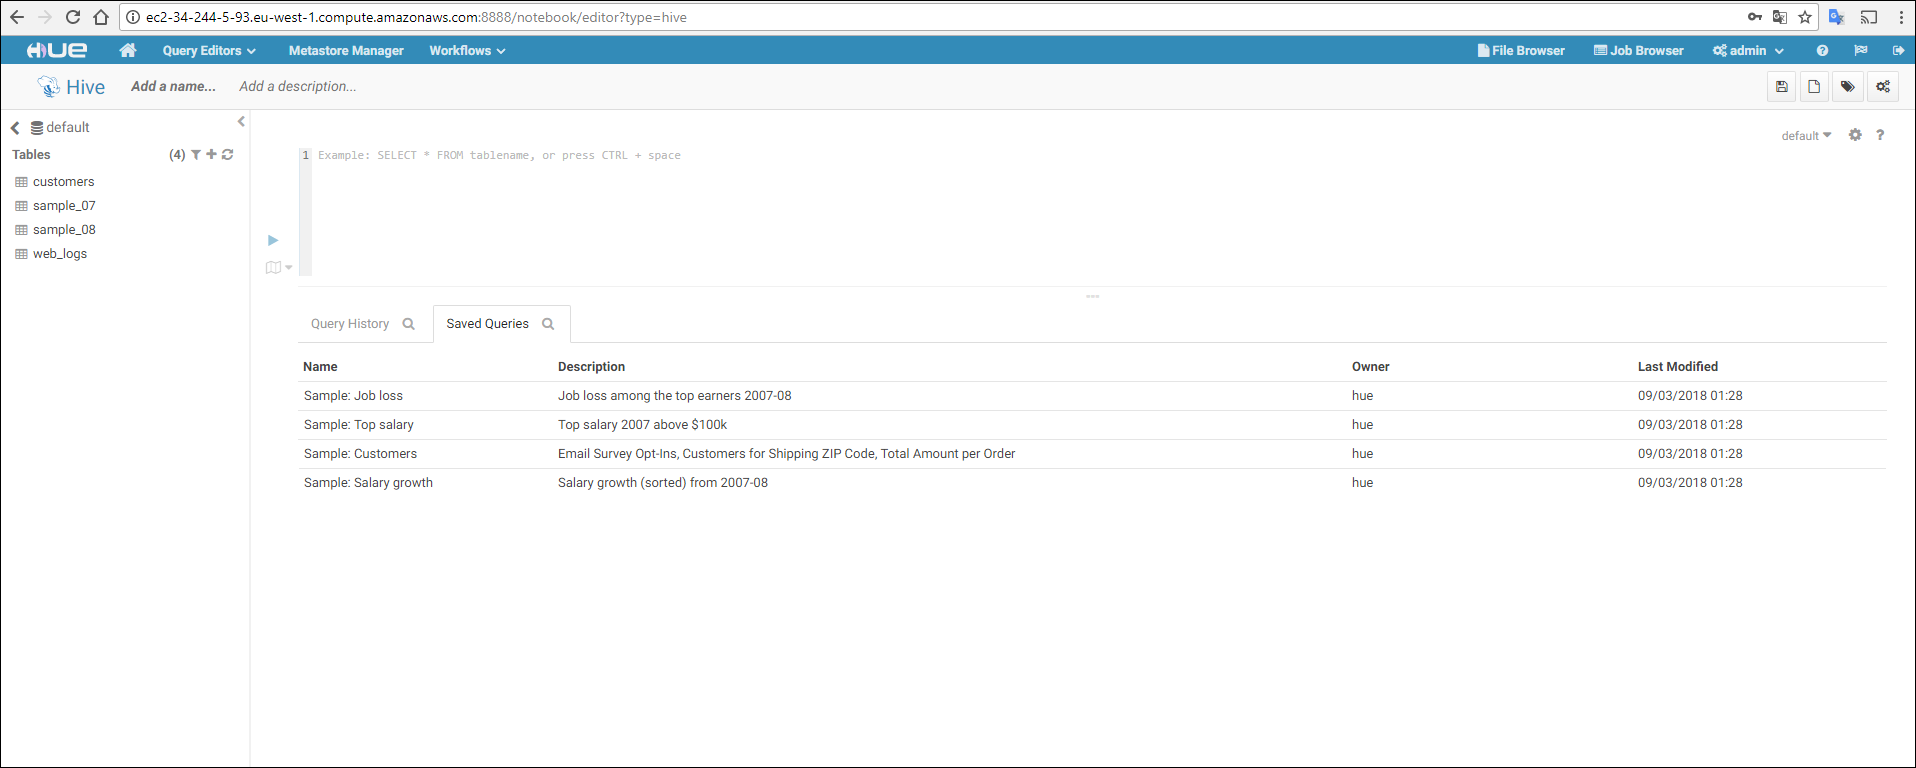 ec2-34-244-5-93.eu-west-1.compute.amazonaws.com:8888/notebook/editor?type=hive
HUE Query Editors Metastore Manager Workflows File Browser Job Browser admin
Hive Add a name... Add a description...
default
default ?
Tables (4)
1 Example: SELECT * FROM tablename, or press CTRL + space
customers
sample_07
sample_08
web_logs
Query History Saved Queries
Name Description Owner Last Modified
Sample: Job loss Job loss among the top earners 2007-08 hue 09/03/2018 01:28
Sample: Top salary Top salary 2007 above $100k hue 09/03/2018 01:28
Sample: Customers Email Survey Opt-Ins, Customers for Shipping ZIP Code, Total Amount per Order hue 09/03/2018 01:28
Sample: Salary growth Salary growth (sorted) from 2007-08 hue 09/03/2018 01:28